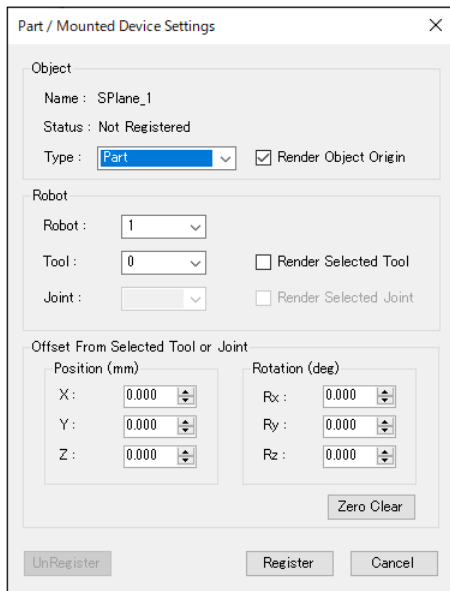 Part / Mounted Device Settings
Object
Name : SPlane_1
Status : Not Registered
Type : Part Render Object Origin
Robot
Robot : 1
Tool : 0 Render Selected Tool
Joint : Render Selected Joint
Offset From Selected Tool or Joint
Position (mm) Rotation (deg)
X : 0.000 Rx : 0.000
Y : 0.000 Ry : 0.000
Z : 0.000 Rz : 0.000
Zero Clear
UnRegister Register Cancel